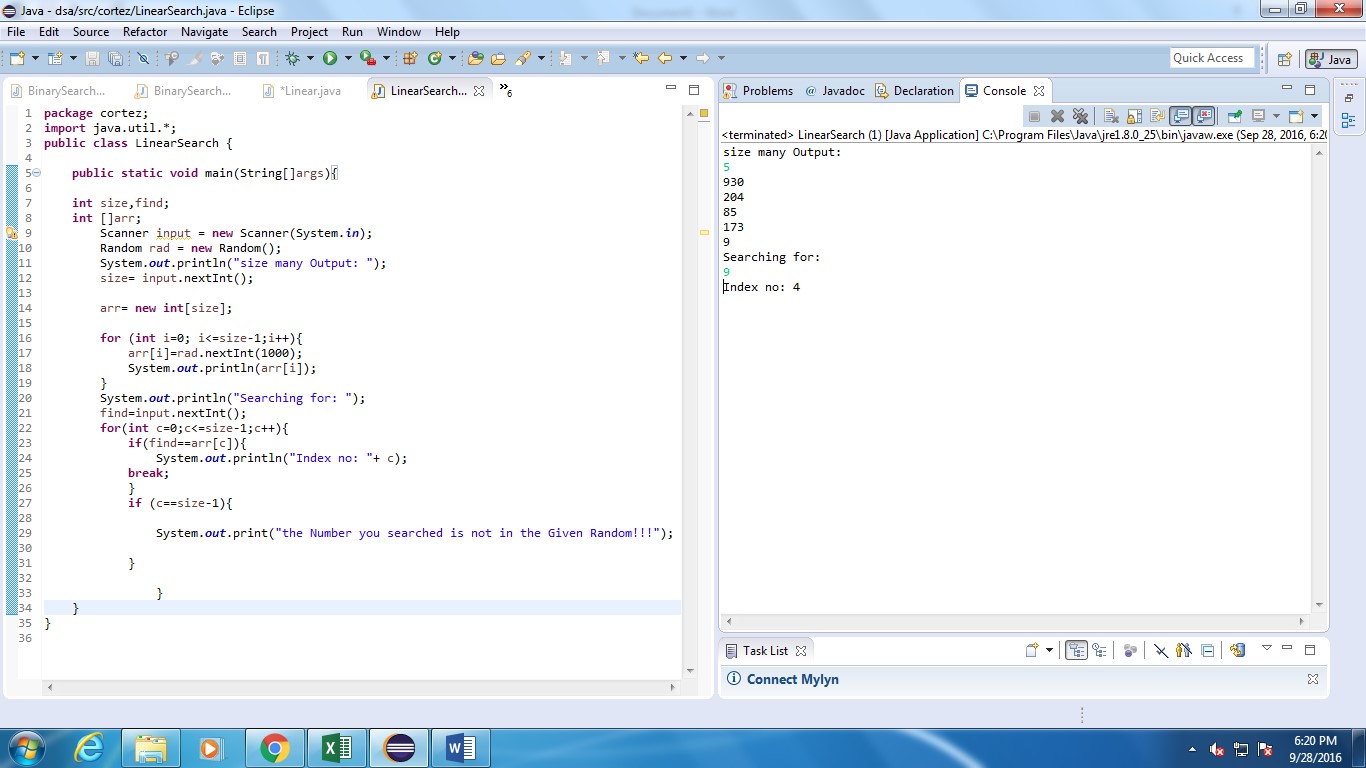 Java - dsa/src/cortez/LinearSearch.java - Eclipse
File Edit Source Refactor Navigate Search Project Run Window Help
Quick Access Java
BinarySearch... BinarySearch... *Linear.java LinearSearch... »6
1 package cortez;
2 import java.util.*;
3 public class LinearSearch {
4
5 public static void main(String[]args){
6
7 int size,find;
8 int []arr;
9 Scanner input = new Scanner(System.in);
10 Random rad = new Random();
11 System.out.println("size many Output: ");
12 size= input.nextInt();
13
14 arr= new int[size];
15
16 for (int i=0; i<=size-1;i++){
17 arr[i]=rad.nextInt(1000);
18 System.out.println(arr[i]);
19 }
20 System.out.println("Searching for: ");
21 find=input.nextInt();
22 for(int c=0;c<=size-1;c++){
23 if(find==arr[c]){
24 System.out.println("Index no: "+ c);
25 break;
26 }
27 if (c==size-1){
28
29 System.out.print("the Number you searched is not in the Given Random!!!");
30
31 }
32
33 }
34 }
35 }
36
Problems @ Javadoc Declaration Console
<terminated> LinearSearch (1) [Java Application] C:\Program Files\Java\jre1.8.0_25\bin\javaw.exe (Sep 28, 2016, 6:20
size many Output:
5
930
204
85
173
9
Searching for:
9
Index no: 4
Task List
Connect Mylyn
6:20 PM
9/28/2016